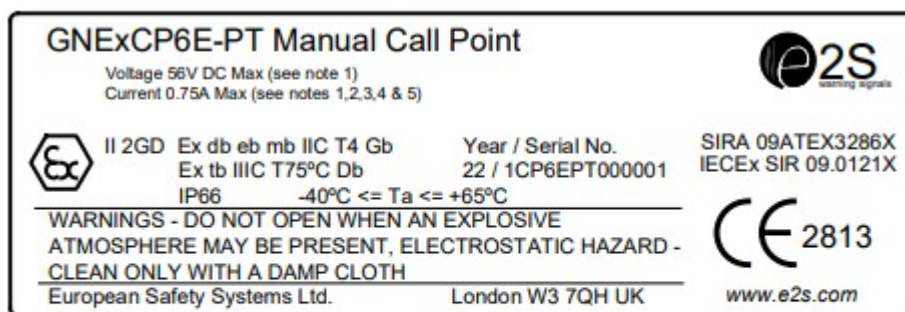 GNExCP6E-PT Manual Call Point
Voltage 56V DC Max (see note 1)
Current 0.75A Max (see notes 1,2,3,4 & 5)
e2S
warning signals
Ex
II 2GD Ex db eb mb IIC T4 Gb
Ex tb IIIC T75ºC Db
IP66 -40ºC <= Ta <= +65ºC
Year / Serial No.
22 / 1CP6EPT000001
SIRA 09ATEX3286X
IECEx SIR 09.0121X
WARNINGS - DO NOT OPEN WHEN AN EXPLOSIVE
ATMOSPHERE MAY BE PRESENT, ELECTROSTATIC HAZARD -
CLEAN ONLY WITH A DAMP CLOTH
CE 2813
European Safety Systems Ltd. London W3 7QH UK
www.e2s.com